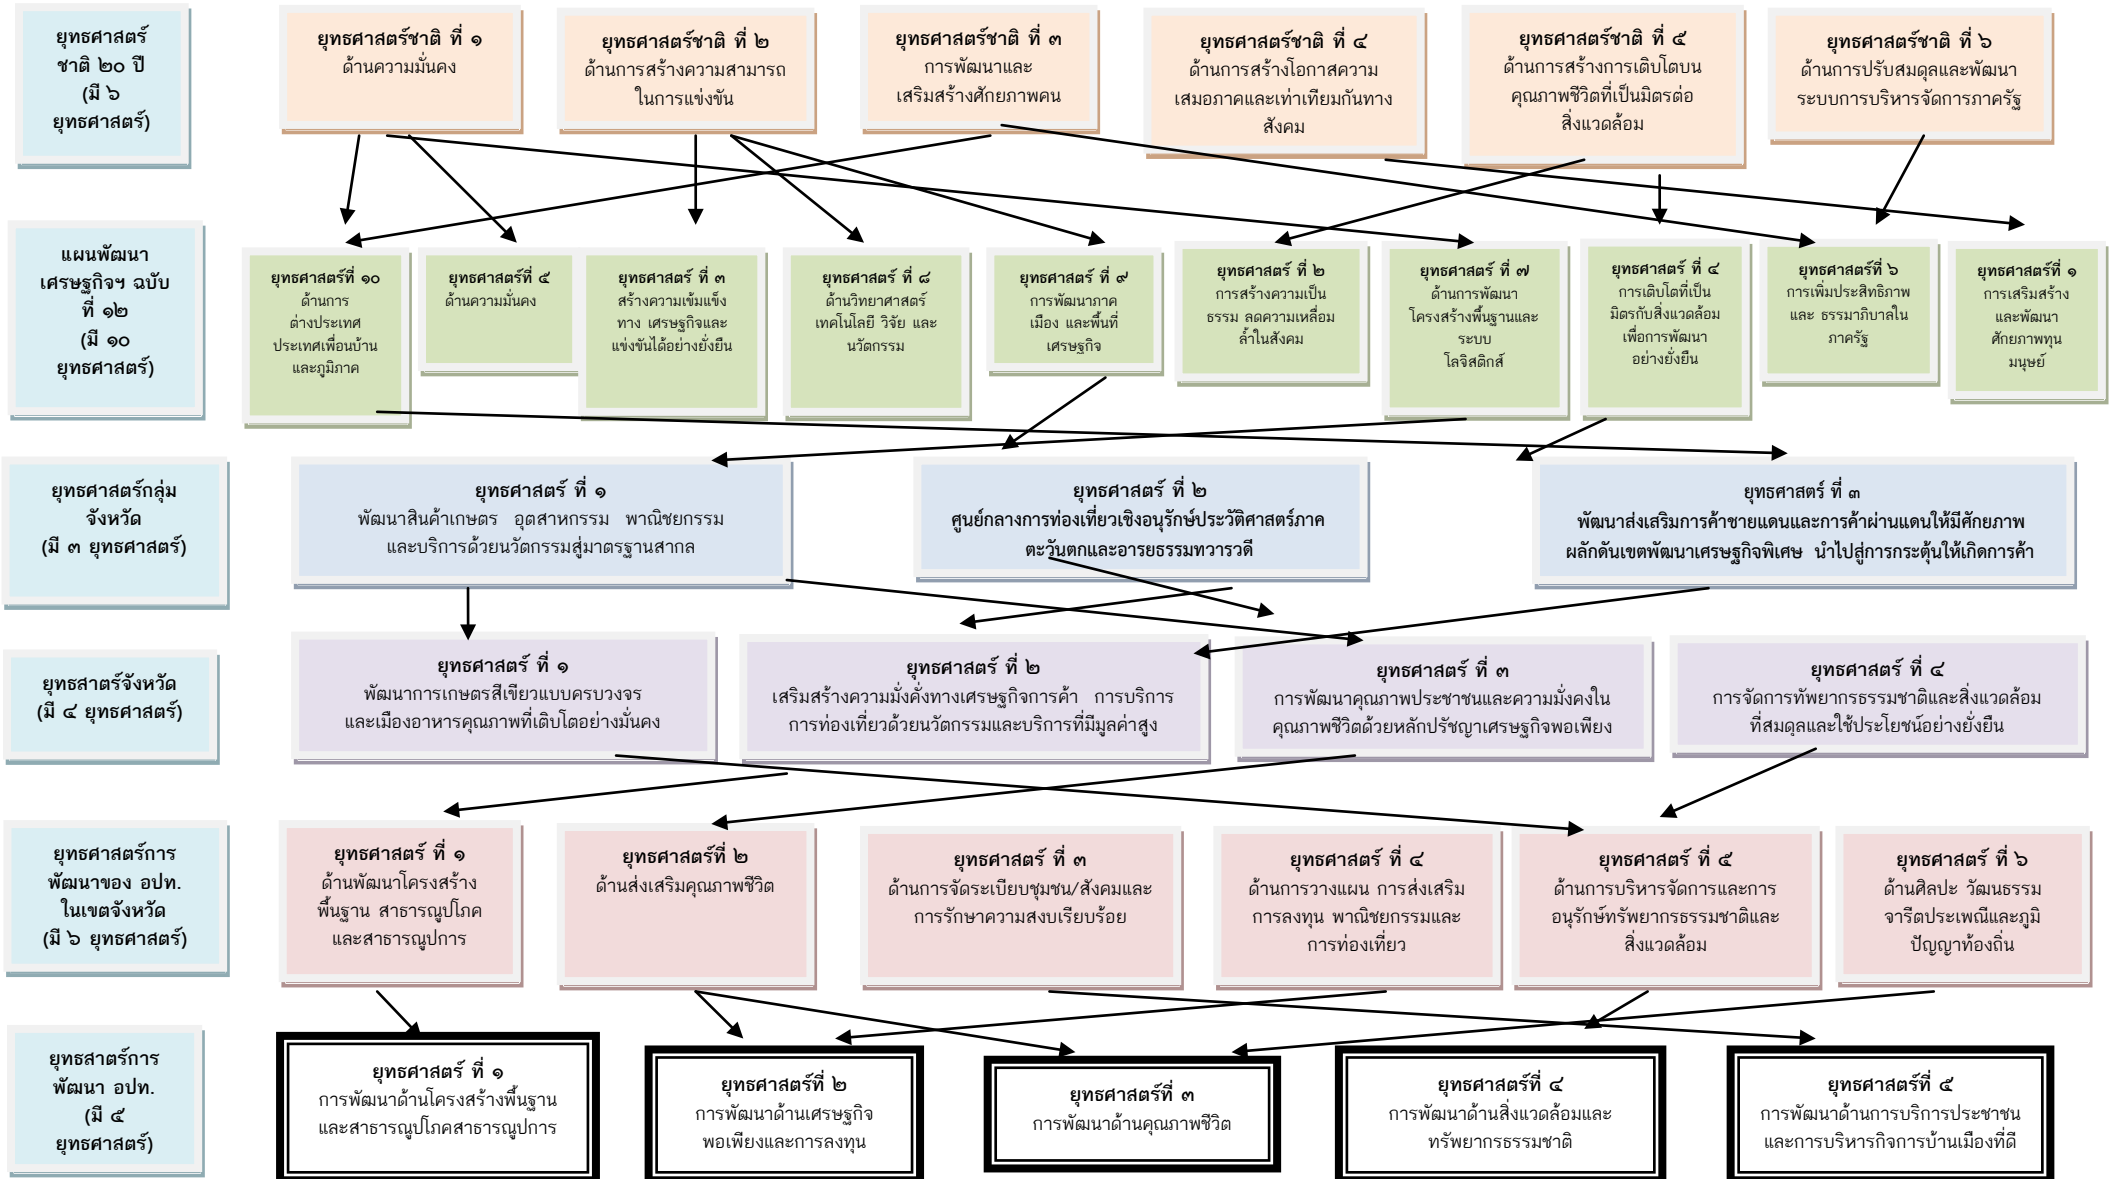 ยุทธศาสตร์
ชาติ ๒๐ ปี
(มี ๖
ยุทธศาสตร์)
ยุทธศาสตร์ชาติ ที่ ๑
ด้านความมั่นคง
ยุทธศาสตร์ชาติ ที่ ๒
ด้านการสร้างความสามารถ
ในการแข่งขัน
ยุทธศาสตร์ชาติ ที่ ๓
การพัฒนาและ
เสริมสร้างศักยภาพคน
ยุทธศาสตร์ชาติ ที่ ๔
ด้านการสร้างโอกาสความ
เสมอภาคและเท่าเทียมกันทาง
สังคม
ยุทธศาสตร์ชาติ ที่ ๕
ด้านการสร้างการเติบโตบน
คุณภาพชีวิตที่เป็นมิตรต่อ
สิ่งแวดล้อม
ยุทธศาสตร์ชาติ ที่ ๖
ด้านการปรับสมดุลและพัฒนา
ระบบการบริหารจัดการภาครัฐ
แผนพัฒนา
เศรษฐกิจฯ ฉบับ
ที่ ๑๒
(มี ๑๐
ยุทธศาสตร์)
ยุทธศาสตร์ที่ ๑๐
ด้านการ
ต่างประเทศ
ประเทศเพื่อนบ้าน
และภูมิภาค
ยุทธศาสตร์ที่ ๕
ด้านความมั่นคง
ยุทธศาสตร์ ที่ ๓
สร้างความเข้มแข็ง
ทาง เศรษฐกิจและ
แข่งขันได้อย่างยั่งยืน
ยุทธศาสตร์ ที่ ๘
ด้านวิทยาศาสตร์
เทคโนโลยี วิจัย และ
นวัตกรรม
ยุทธศาสตร์ ที่ ๙
การพัฒนาภาค
เมือง และพื้นที่
เศรษฐกิจ
ยุทธศาสตร์ ที่ ๒
การสร้างความเป็น
ธรรม ลดความเหลื่อม
ล้ำในสังคม
ยุทธศาสตร์ ที่ ๗
ด้านการพัฒนา
โครงสร้างพื้นฐานและ
ระบบ
โลจิสติกส์
ยุทธศาสตร์ ที่ ๔
การเติบโตที่เป็น
มิตรกับสิ่งแวดล้อม
เพื่อการพัฒนา
อย่างยั่งยืน
ยุทธศาสตร์ที่ ๖
การเพิ่มประสิทธิภาพ
และ ธรรมาภิบาลใน
ภาครัฐ
ยุทธศาสตร์ที่ ๑
การเสริมสร้าง
และพัฒนา
ศักยภาพทุน
มนุษย์
ยุทธศาสตร์กลุ่ม
จังหวัด
(มี ๓ ยุทธศาสตร์)
ยุทธศาสตร์ ที่ ๑
พัฒนาสินค้าเกษตร อุตสาหกรรม พาณิชยกรรม
และบริการด้วยนวัตกรรมสู่มาตรฐานสากล
ยุทธศาสตร์ ที่ ๒
ศูนย์กลางการท่องเที่ยวเชิงอนุรักษ์ประวัติศาสตร์ภาค
ตะวันตกและอารยธรรมทวารวดี
ยุทธศาสตร์ ที่ ๓
พัฒนาส่งเสริมการค้าชายแดนและการค้าผ่านแดนให้มีศักยภาพ
ผลักดันเขตพัฒนาเศรษฐกิจพิเศษ นำไปสู่การกระตุ้นให้เกิดการค้า
ยุทธสาตร์จังหวัด
(มี ๔ ยุทธศาสตร์)
ยุทธศาสตร์ ที่ ๑
พัฒนาการเกษตรสีเขียวแบบครบวงจร
และเมืองอาหารคุณภาพที่เติบโตอย่างมั่นคง
ยุทธศาสตร์ ที่ ๒
เสริมสร้างความมั่งคั่งทางเศรษฐกิจการค้า การบริการ
การท่องเที่ยวด้วยนวัตกรรมและบริการที่มีมูลค่าสูง
ยุทธศาสตร์ ที่ ๓
การพัฒนาคุณภาพประชาชนและความมั่งคงใน
คุณภาพชีวิตด้วยหลักปรัชญาเศรษฐกิจพอเพียง
ยุทธศาสตร์ ที่ ๔
การจัดการทรัพยากรธรรมชาติและสิ่งแวดล้อม
ที่สมดุลและใช้ประโยชน์อย่างยั่งยืน
ยุทธศาสตร์การ
พัฒนาของ อปท.
ในเขตจังหวัด
(มี ๖ ยุทธศาสตร์)
ยุทธศาสตร์ ที่ ๑
ด้านพัฒนาโครงสร้าง
พื้นฐาน สาธารณูปโภค
และสาธารณูปการ
ยุทธศาสตร์ที่ ๒
ด้านส่งเสริมคุณภาพชีวิต
ยุทธศาสตร์ ที่ ๓
ด้านการจัดระเบียบชุมชน/สังคมและ
การรักษาความสงบเรียบร้อย
ยุทธศาสตร์ ที่ ๔
ด้านการวางแผน การส่งเสริม
การลงทุน พาณิชยกรรมและ
การท่องเที่ยว
ยุทธศาสตร์ ที่ ๕
ด้านการบริหารจัดการและการ
อนุรักษ์ทรัพยากรธรรมชาติและ
สิ่งแวดล้อม
ยุทธศาสตร์ ที่ ๖
ด้านศิลปะ วัฒนธรรม
จารีตประเพณีและภูมิ
ปัญญาท้องถิ่น
ยุทธสาตร์การ
พัฒนา อปท.
(มี ๕
ยุทธศาสตร์)
ยุทธศาสตร์ ที่ ๑
การพัฒนาด้านโครงสร้างพื้นฐาน
และสาธารณูปโภคสาธารณูปการ
ยุทธศาสตร์ที่ ๒
การพัฒนาด้านเศรษฐกิจ
พอเพียงและการลงทุน
ยุทธศาสตร์ที่ ๓
การพัฒนาด้านคุณภาพชีวิต
ยุทธศาสตร์ที่ ๔
การพัฒนาด้านสิ่งแวดล้อมและ
ทรัพยากรธรรมชาติ
ยุทธศาสตร์ที่ ๕
การพัฒนาด้านการบริการประชาชน
และการบริหารกิจการบ้านเมืองที่ดี